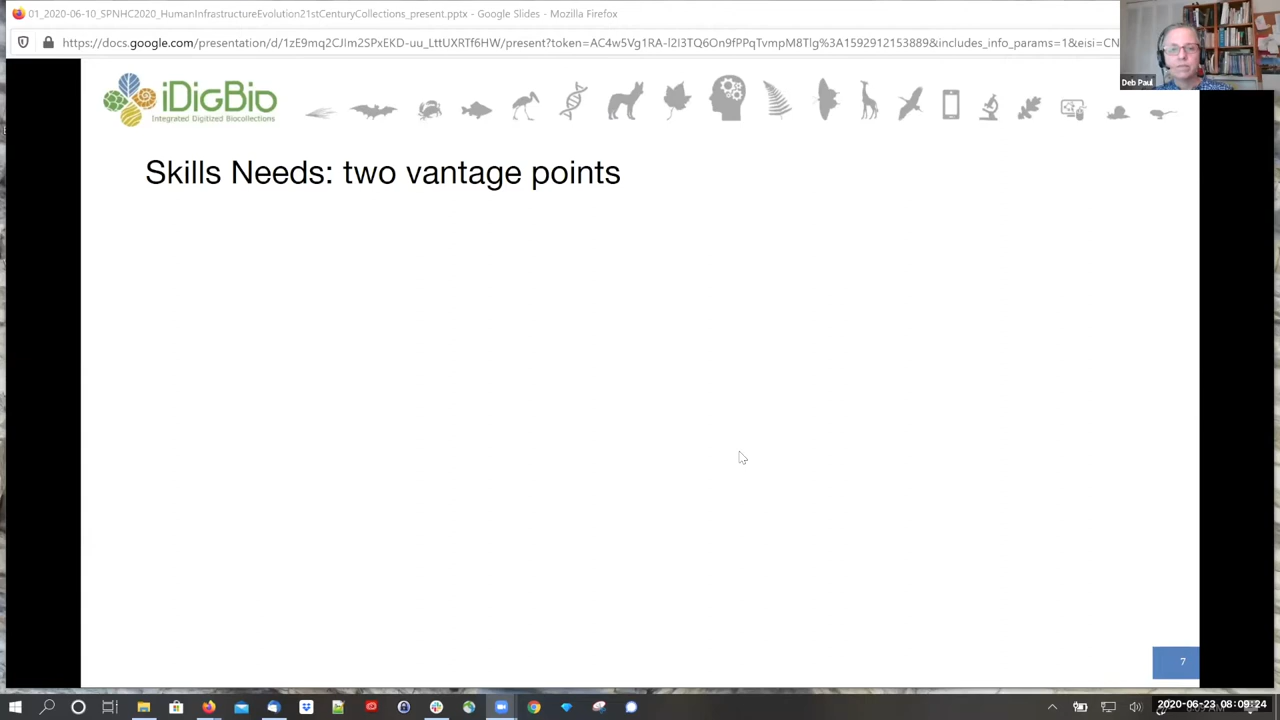 01_2020-06-10_SPNHC2020_HumanInfrastructureEvolution21stCenturyCollections_present.pptx - Google Slides - Mozilla Firefox
https://docs.google.com/presentation/d/1zE9mq2CJIm2SPxEKD-uu_LttUXRTf6HW/present?token=AC4w5Vg1RA-I2I3TQ6On9fPPqTvmpM8Tlg%3A1592912153889&includes_info_params=1&eisi=CN
Deb Paul
iDigBio
Integrated Digitized Biocollections
Skills Needs: two vantage points
7
2020-06-23 08:09:24